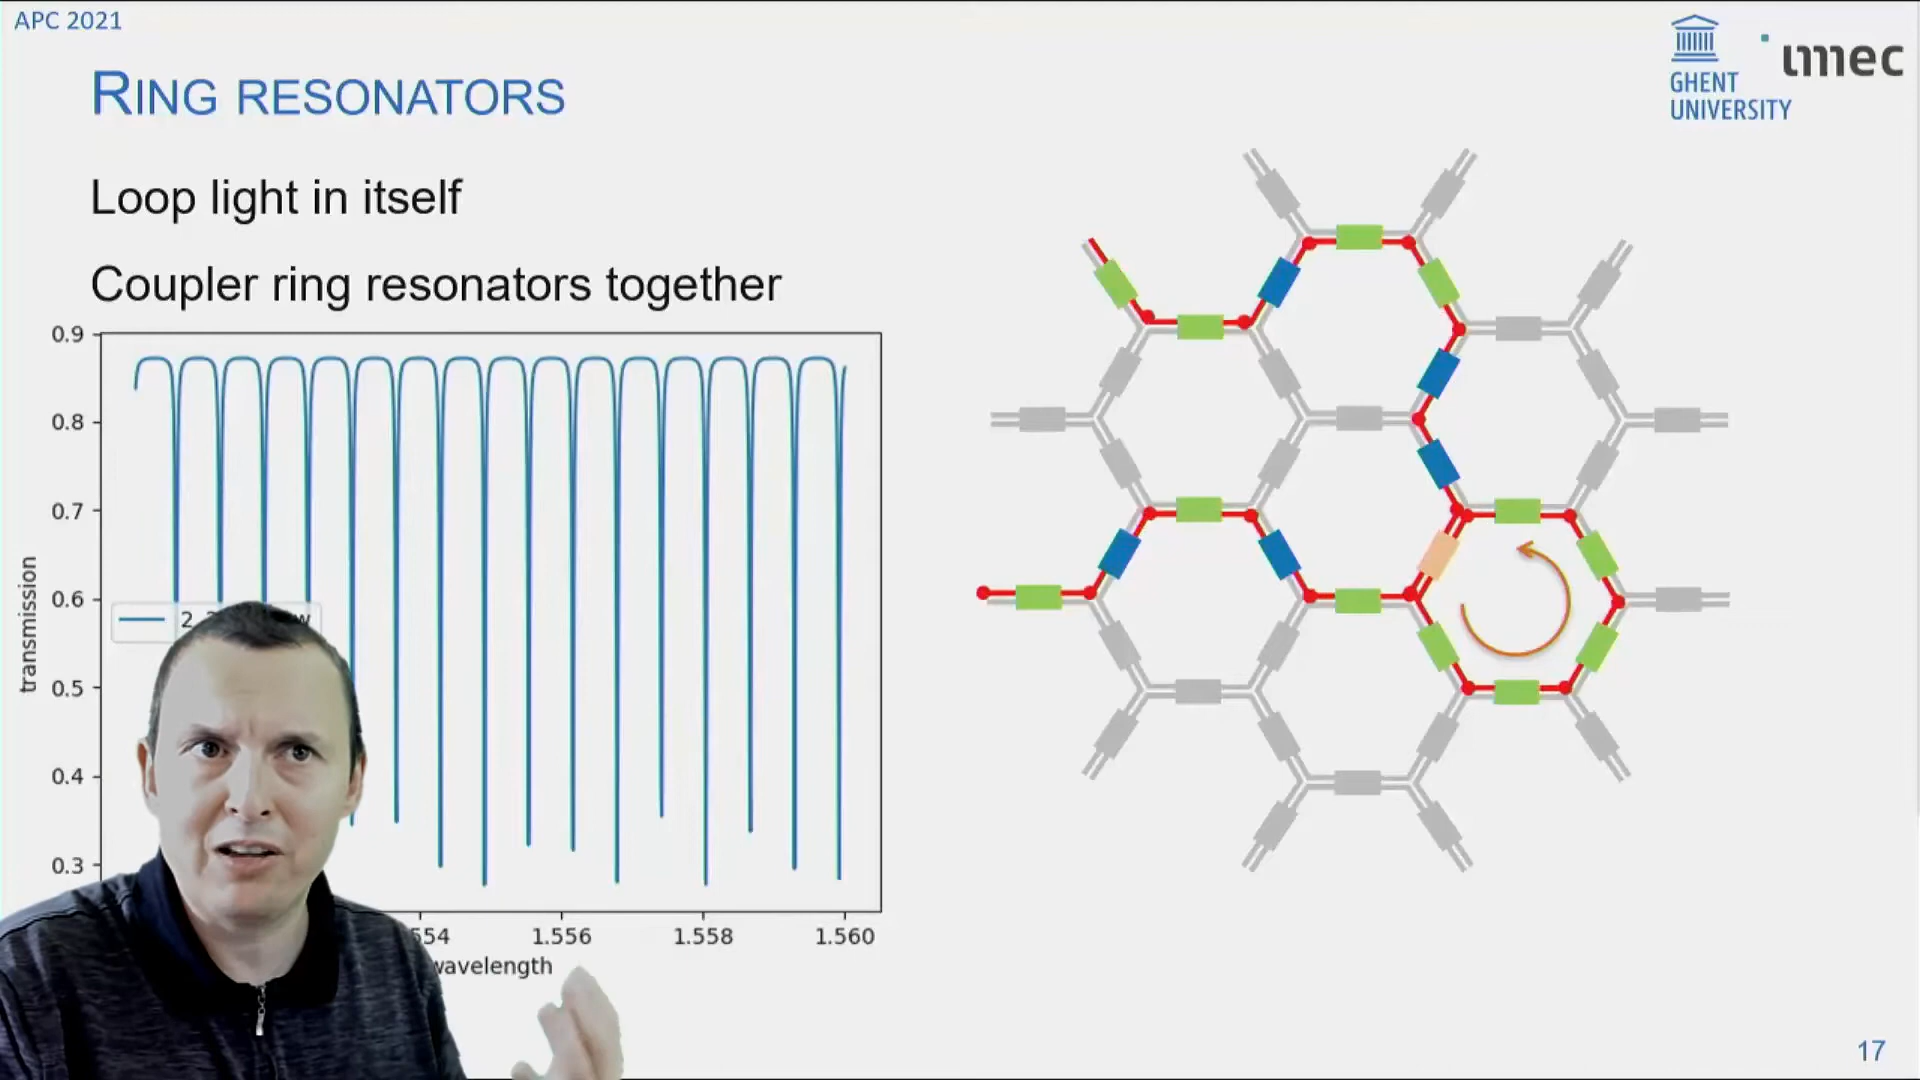 APC 2021
RING RESONATORS
GHENT
UNIVERSITY
imec
Loop light in itself
Coupler ring resonators together
0.9
0.8
0.7
0.6
0.5
0.4
0.3
transmission
2
1.556
1.558
1.560
wavelength
17